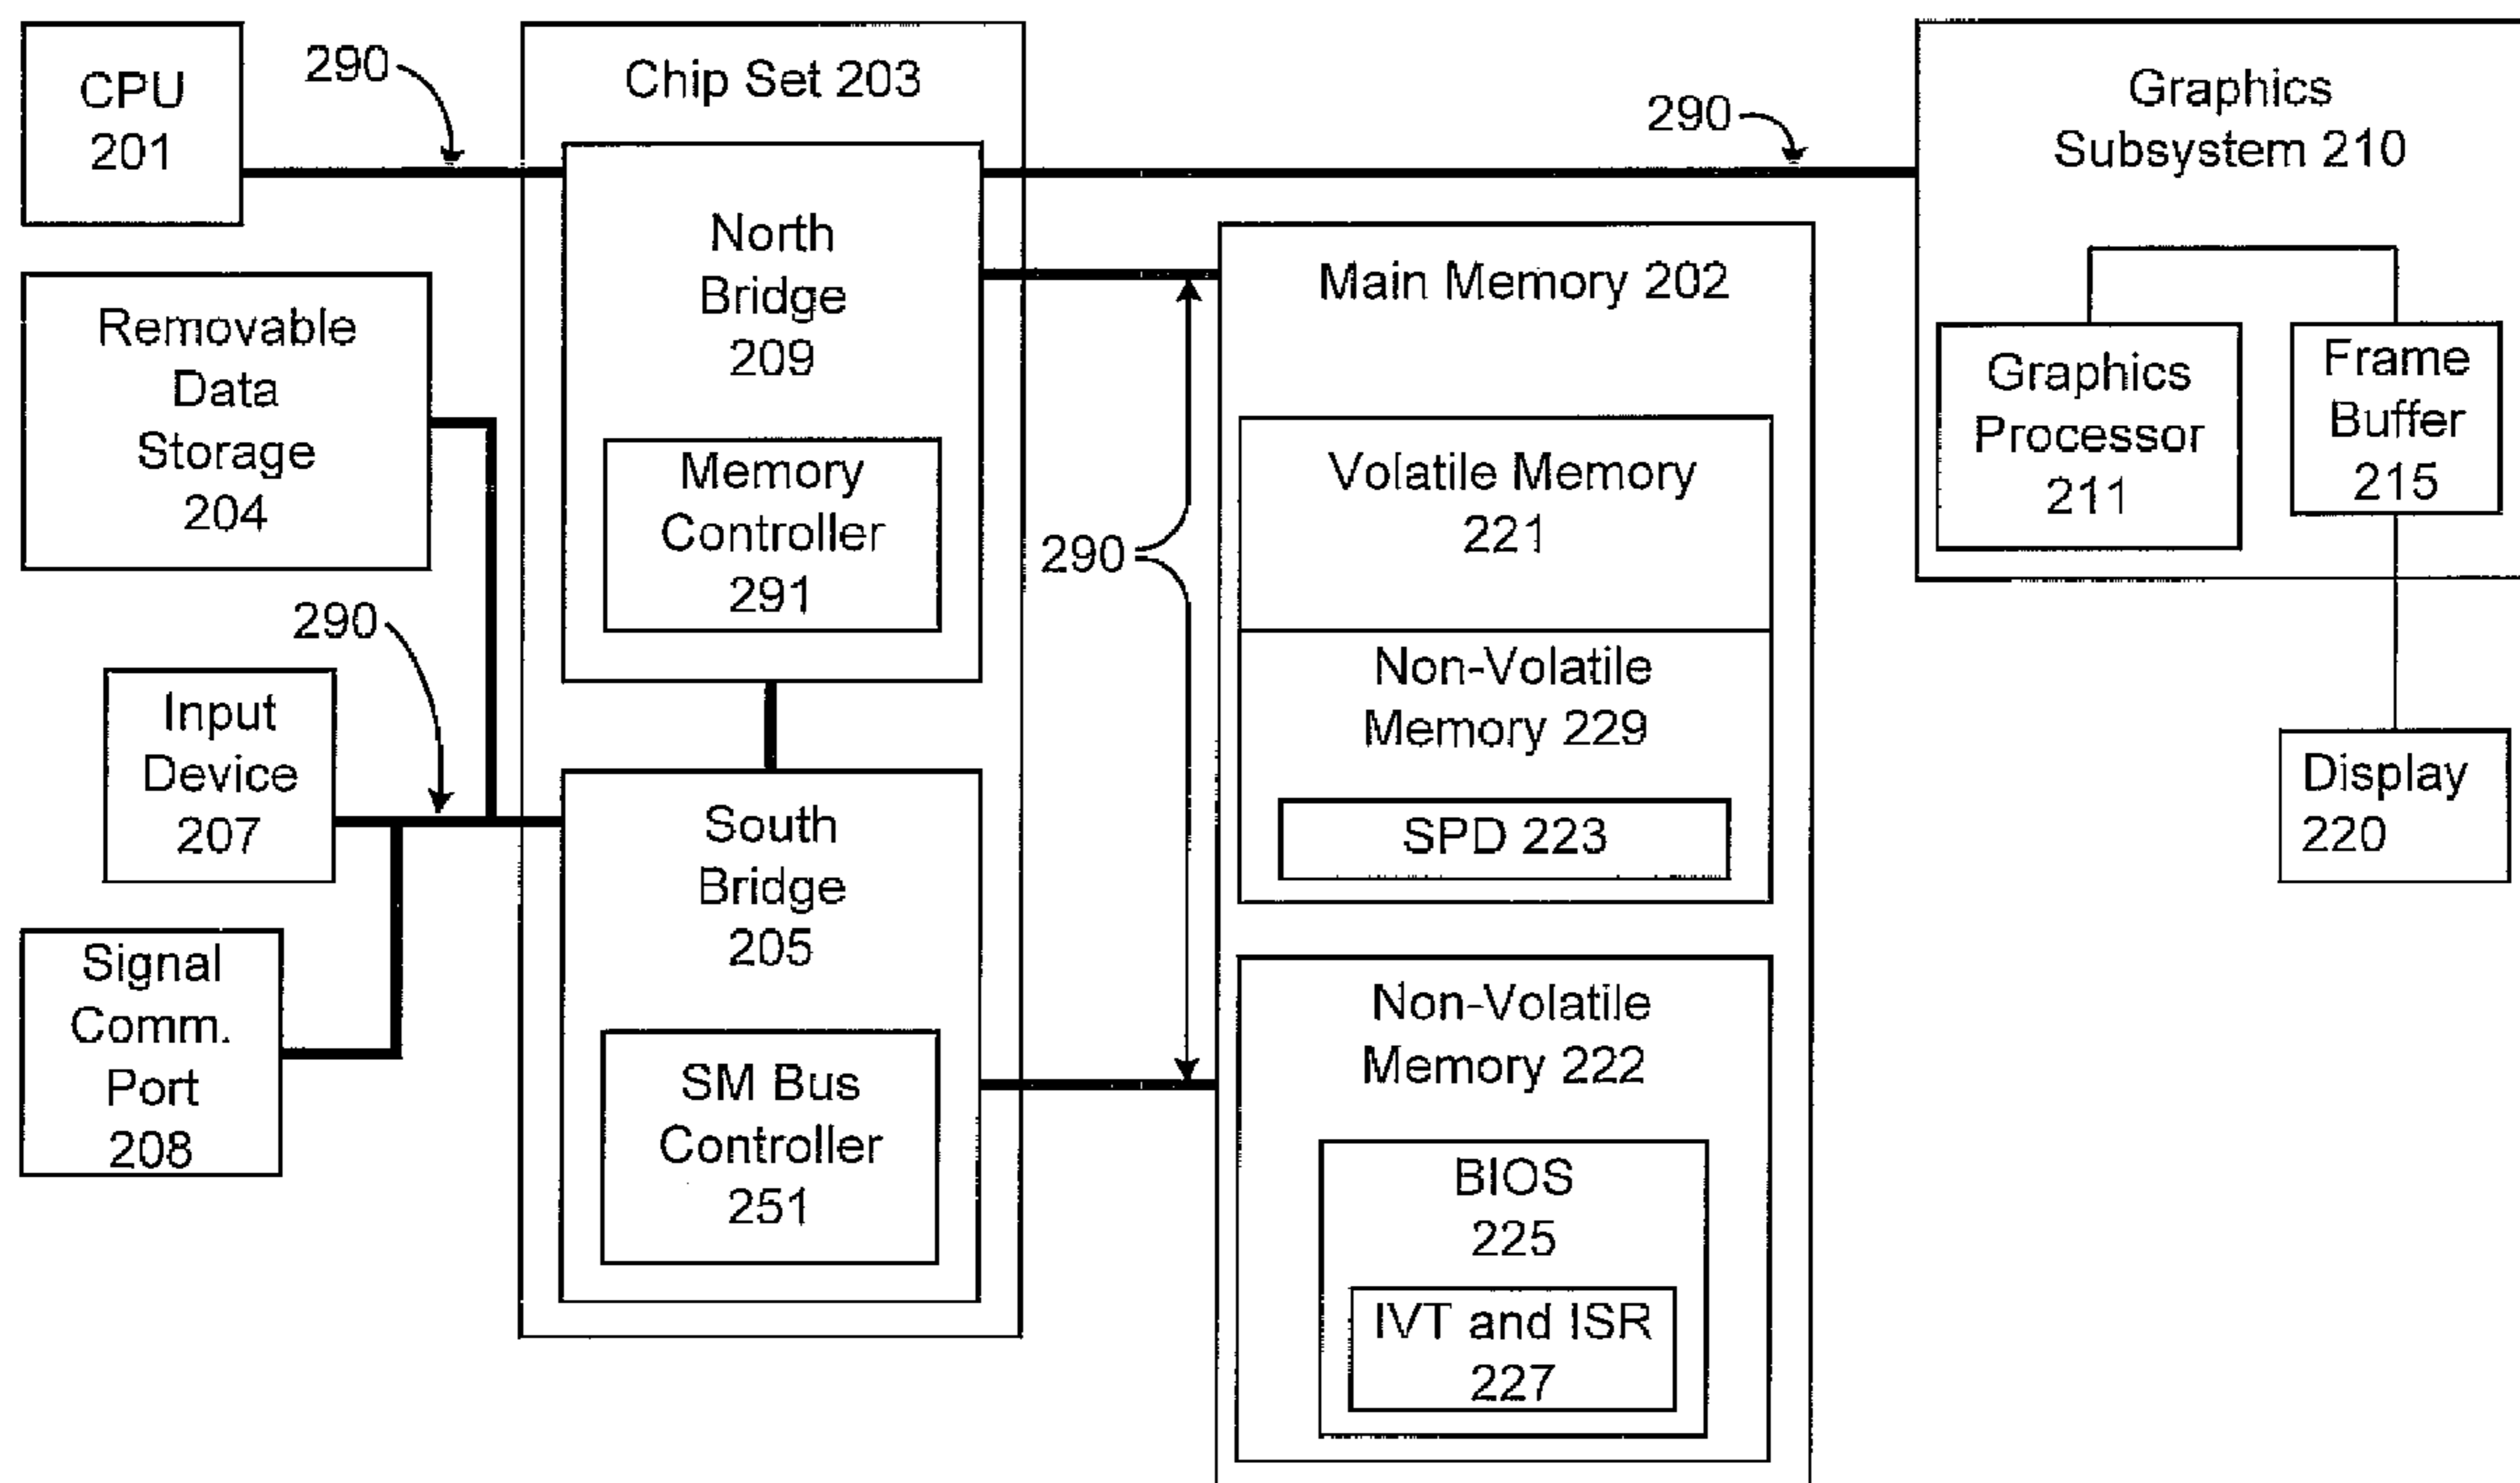 CPU
201
290
Chip Set 203
290
Graphics
Subsystem 210
North
Bridge
209
Main Memory 202
Removable
Data
Storage
204
Graphics
Processor
211
Frame
Buffer
215
Memory
Controller
291
Volatile Memory
221
290
290
Non-Volatile
Memory 229
SPD 223
Input
Device
207
Display
220
South
Bridge
205
Signal
Comm.
Port
208
Non-Volatile
Memory 222
SM Bus
Controller
251
BIOS
225
IVT and ISR
227